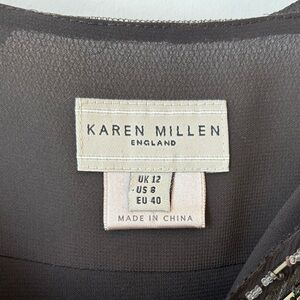 KAREN MILLEN
ENGLAND
UK 12
US 8
EU 40
MADE IN CHINA